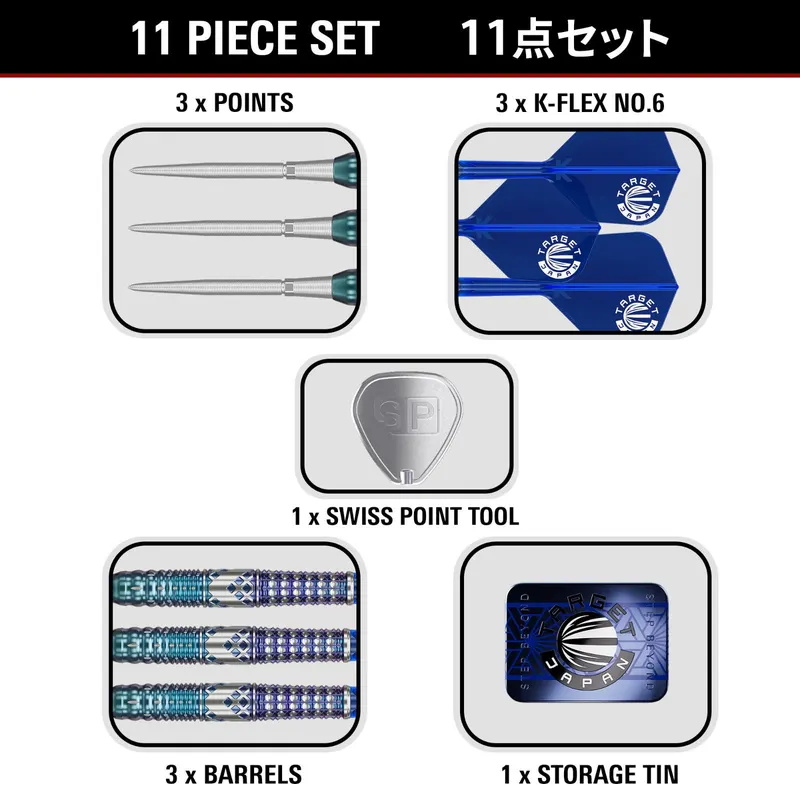 11 PIECE SET 11点セット
3 x POINTS
3 x K-FLEX NO.6
TARGET
JAPAN
TARGET
JAPAN
TARGET
JAPAN
SP
1 x SWISS POINT TOOL
STEP BEYOND
TARGET
JAPAN
STEP BEYOND
3 x BARRELS
1 x STORAGE TIN